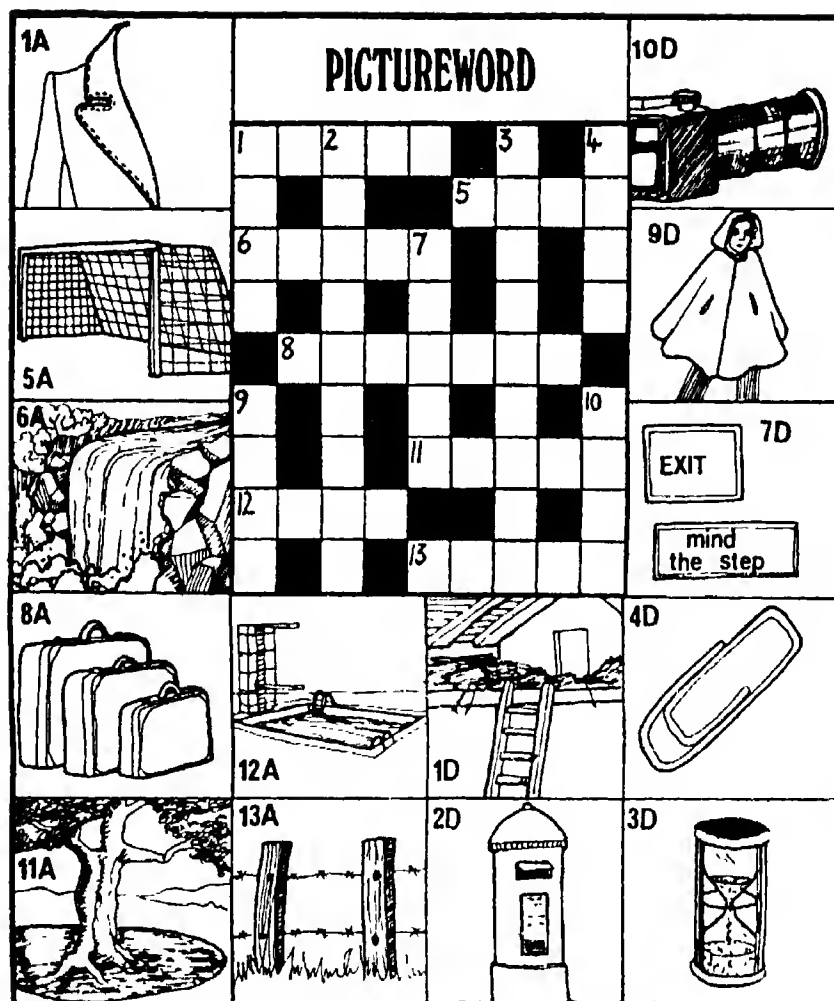 1A
PICTUREWORD
10D
1 2 3 4
5
5A
6 7
9D
8
6A
9 10
7D
EXIT
11
12
mind
the step
13
8A
12A
1D
4D
11A
13A
2D
3D